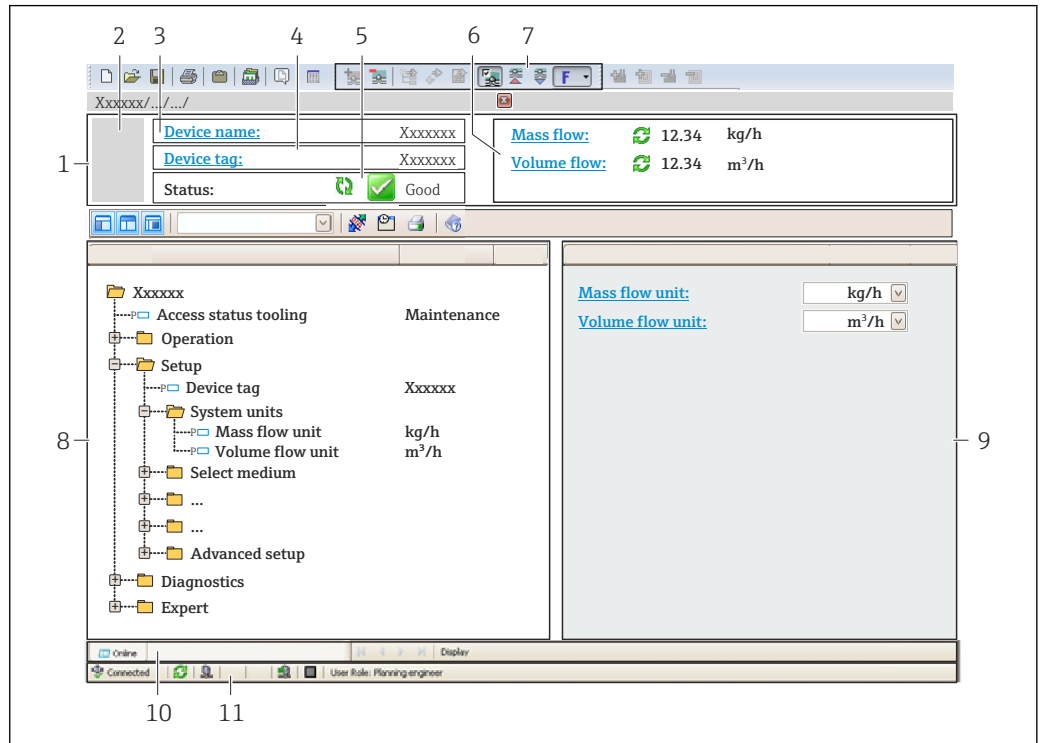 2 3 4 5 6 7
F
Xxxxxx/.../.../
1
Device name: Xxxxxxx
Device tag: Xxxxxxx
Status: Good
Mass flow: 12.34 kg/h
Volume flow: 12.34 m³/h
Xxxxxx
P Access status tooling Maintenance
Operation
Setup
P Device tag Xxxxxx
System units
P Mass flow unit kg/h
P Volume flow unit m³/h
Select medium
...
...
Advanced setup
Diagnostics
Expert
Mass flow unit: kg/h
Volume flow unit: m³/h
8
9
Online Display
Connected User Role: Planning engineer
10 11